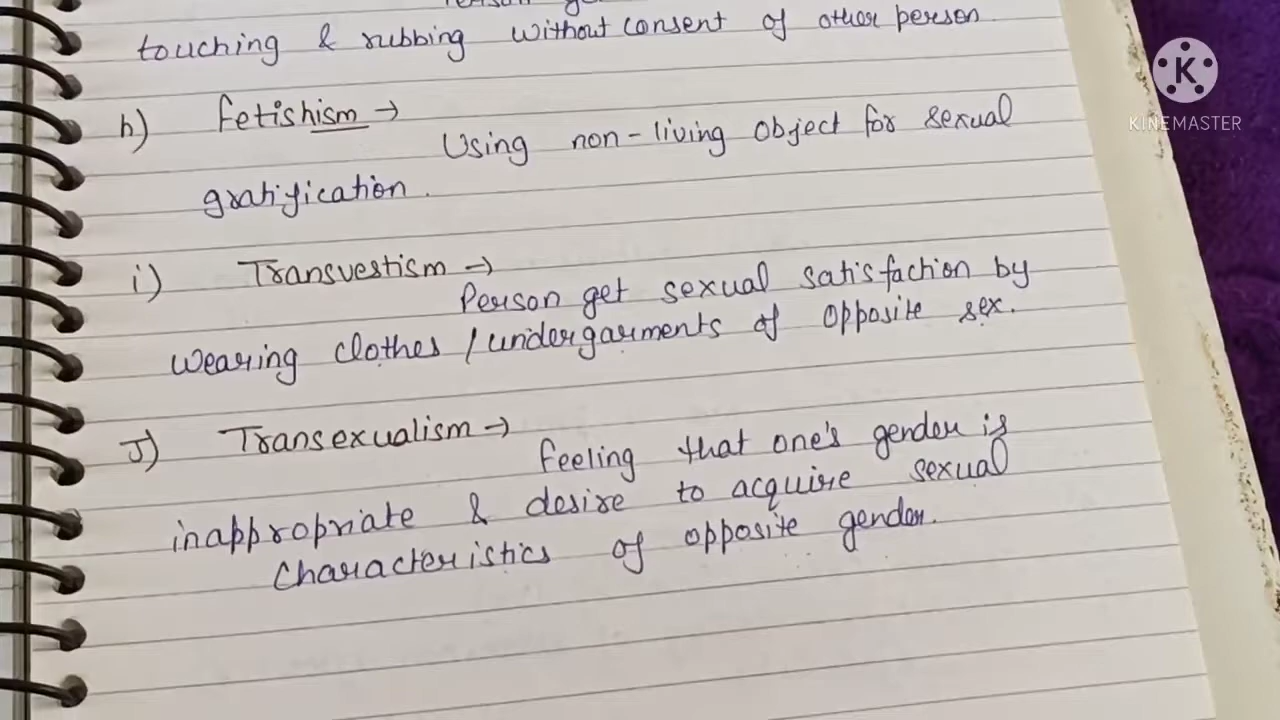 touching & rubbing without consent of other person.
h) Fetishism →
Using non-living object for sexual
gratification.
i) Transvestism →
Person get sexual satisfaction by
wearing clothes / undergarments of opposite sex.
J) Transexualism →
feeling that one's gender is
inappropriate & desire to acquire sexual
characteristics of opposite gender.
K
KINEMASTER